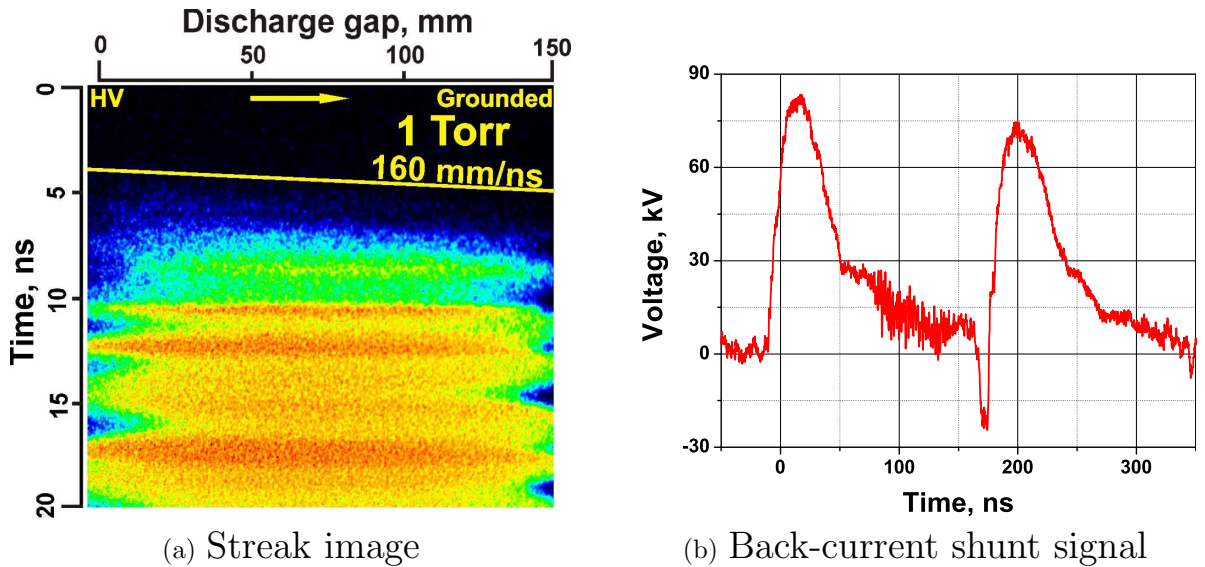 Discharge gap, mm
0 50 100 150
HV Grounded
1 Torr
160 mm/ns
Time, ns
0
5
10
15
20
(a) Streak image
Voltage, kV
90
60
30
0
-30
0 100 200 300
Time, ns
(b) Back-current shunt signal